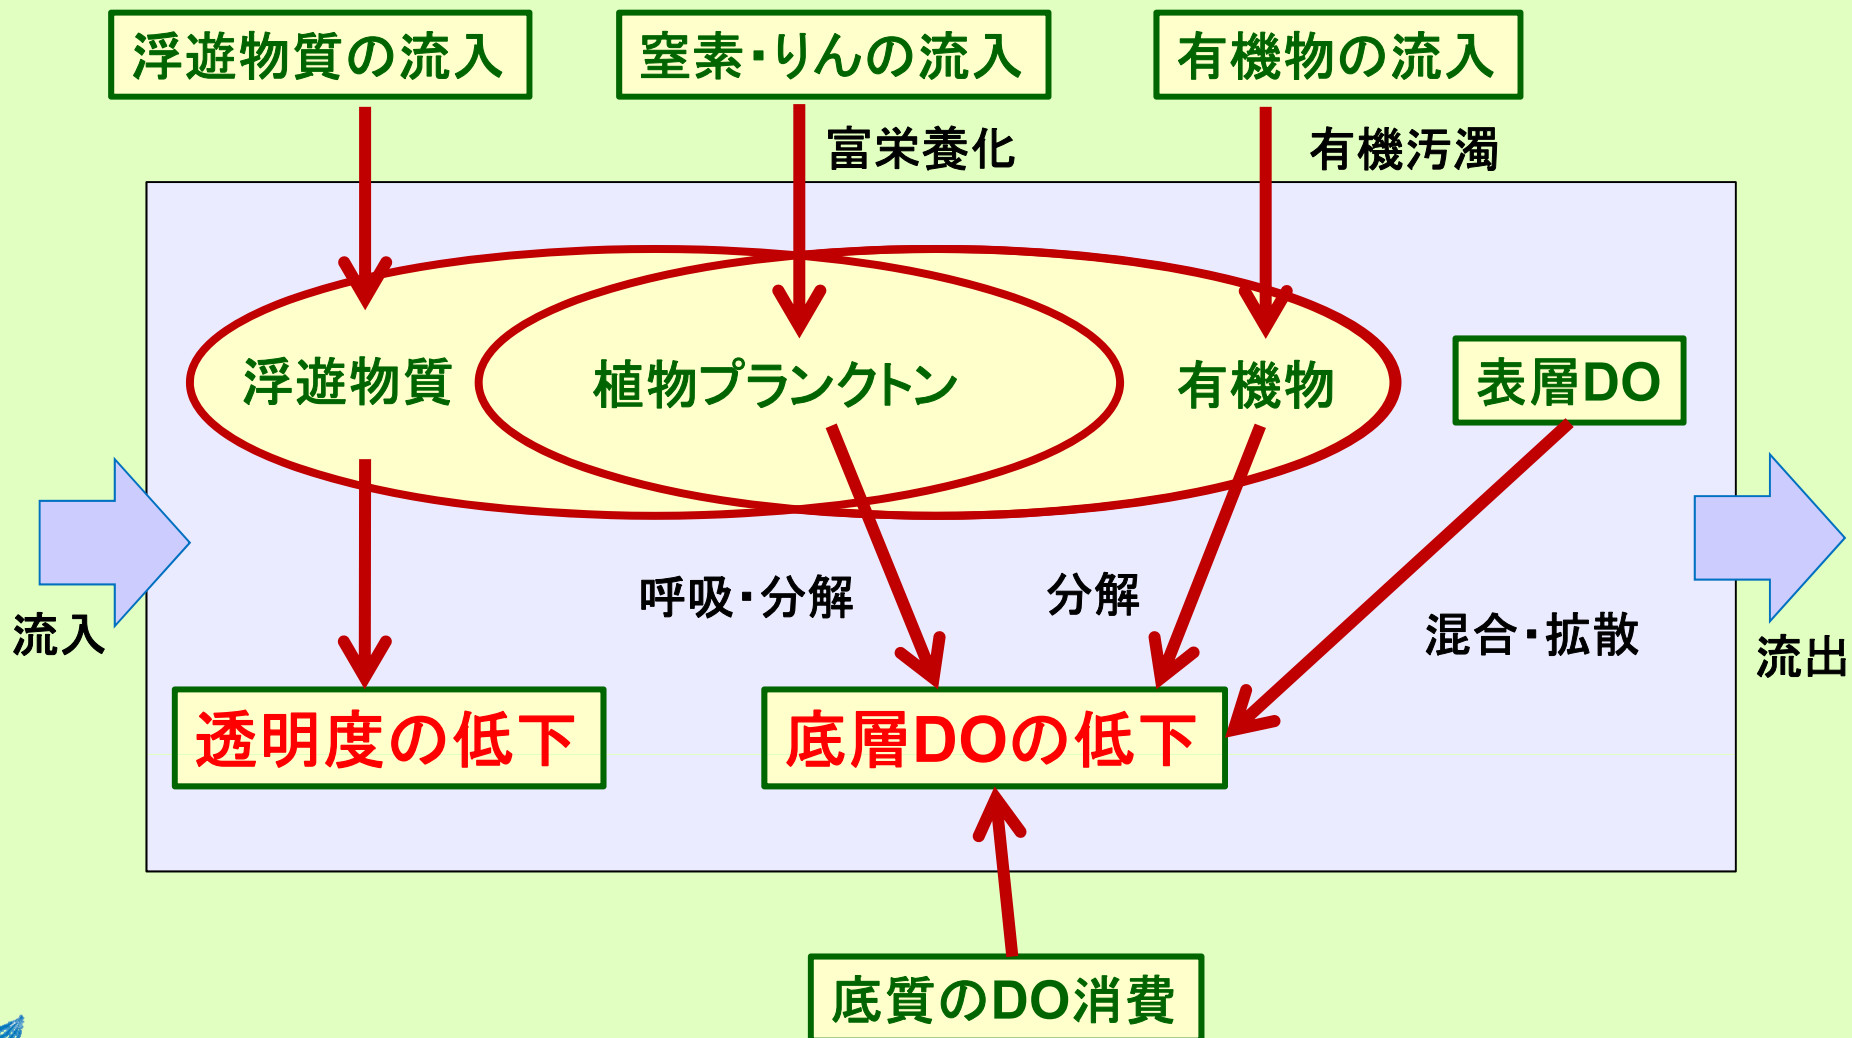 浮遊物質の流入
窒素・りんの流入
有機物の流入
富栄養化
有機汚濁
浮遊物質
植物プランクトン
有機物
表層DO
流入
呼吸・分解
分解
混合・拡散
流出
透明度の低下
底層DOの低下
底質のDO消費